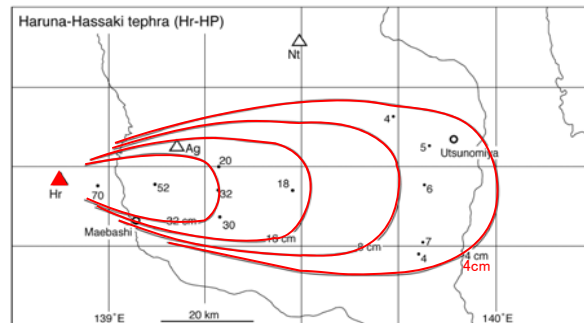 Haruna-Hassaki tephra (Hr-HP)
Nt
4
5
Utsunomiya
Ag
20
Hr
70
52
32
18
6
30
32 cm
Maebashi
16 cm
8 cm
7
4
4 cm
4cm
139°E
20 km
140°E